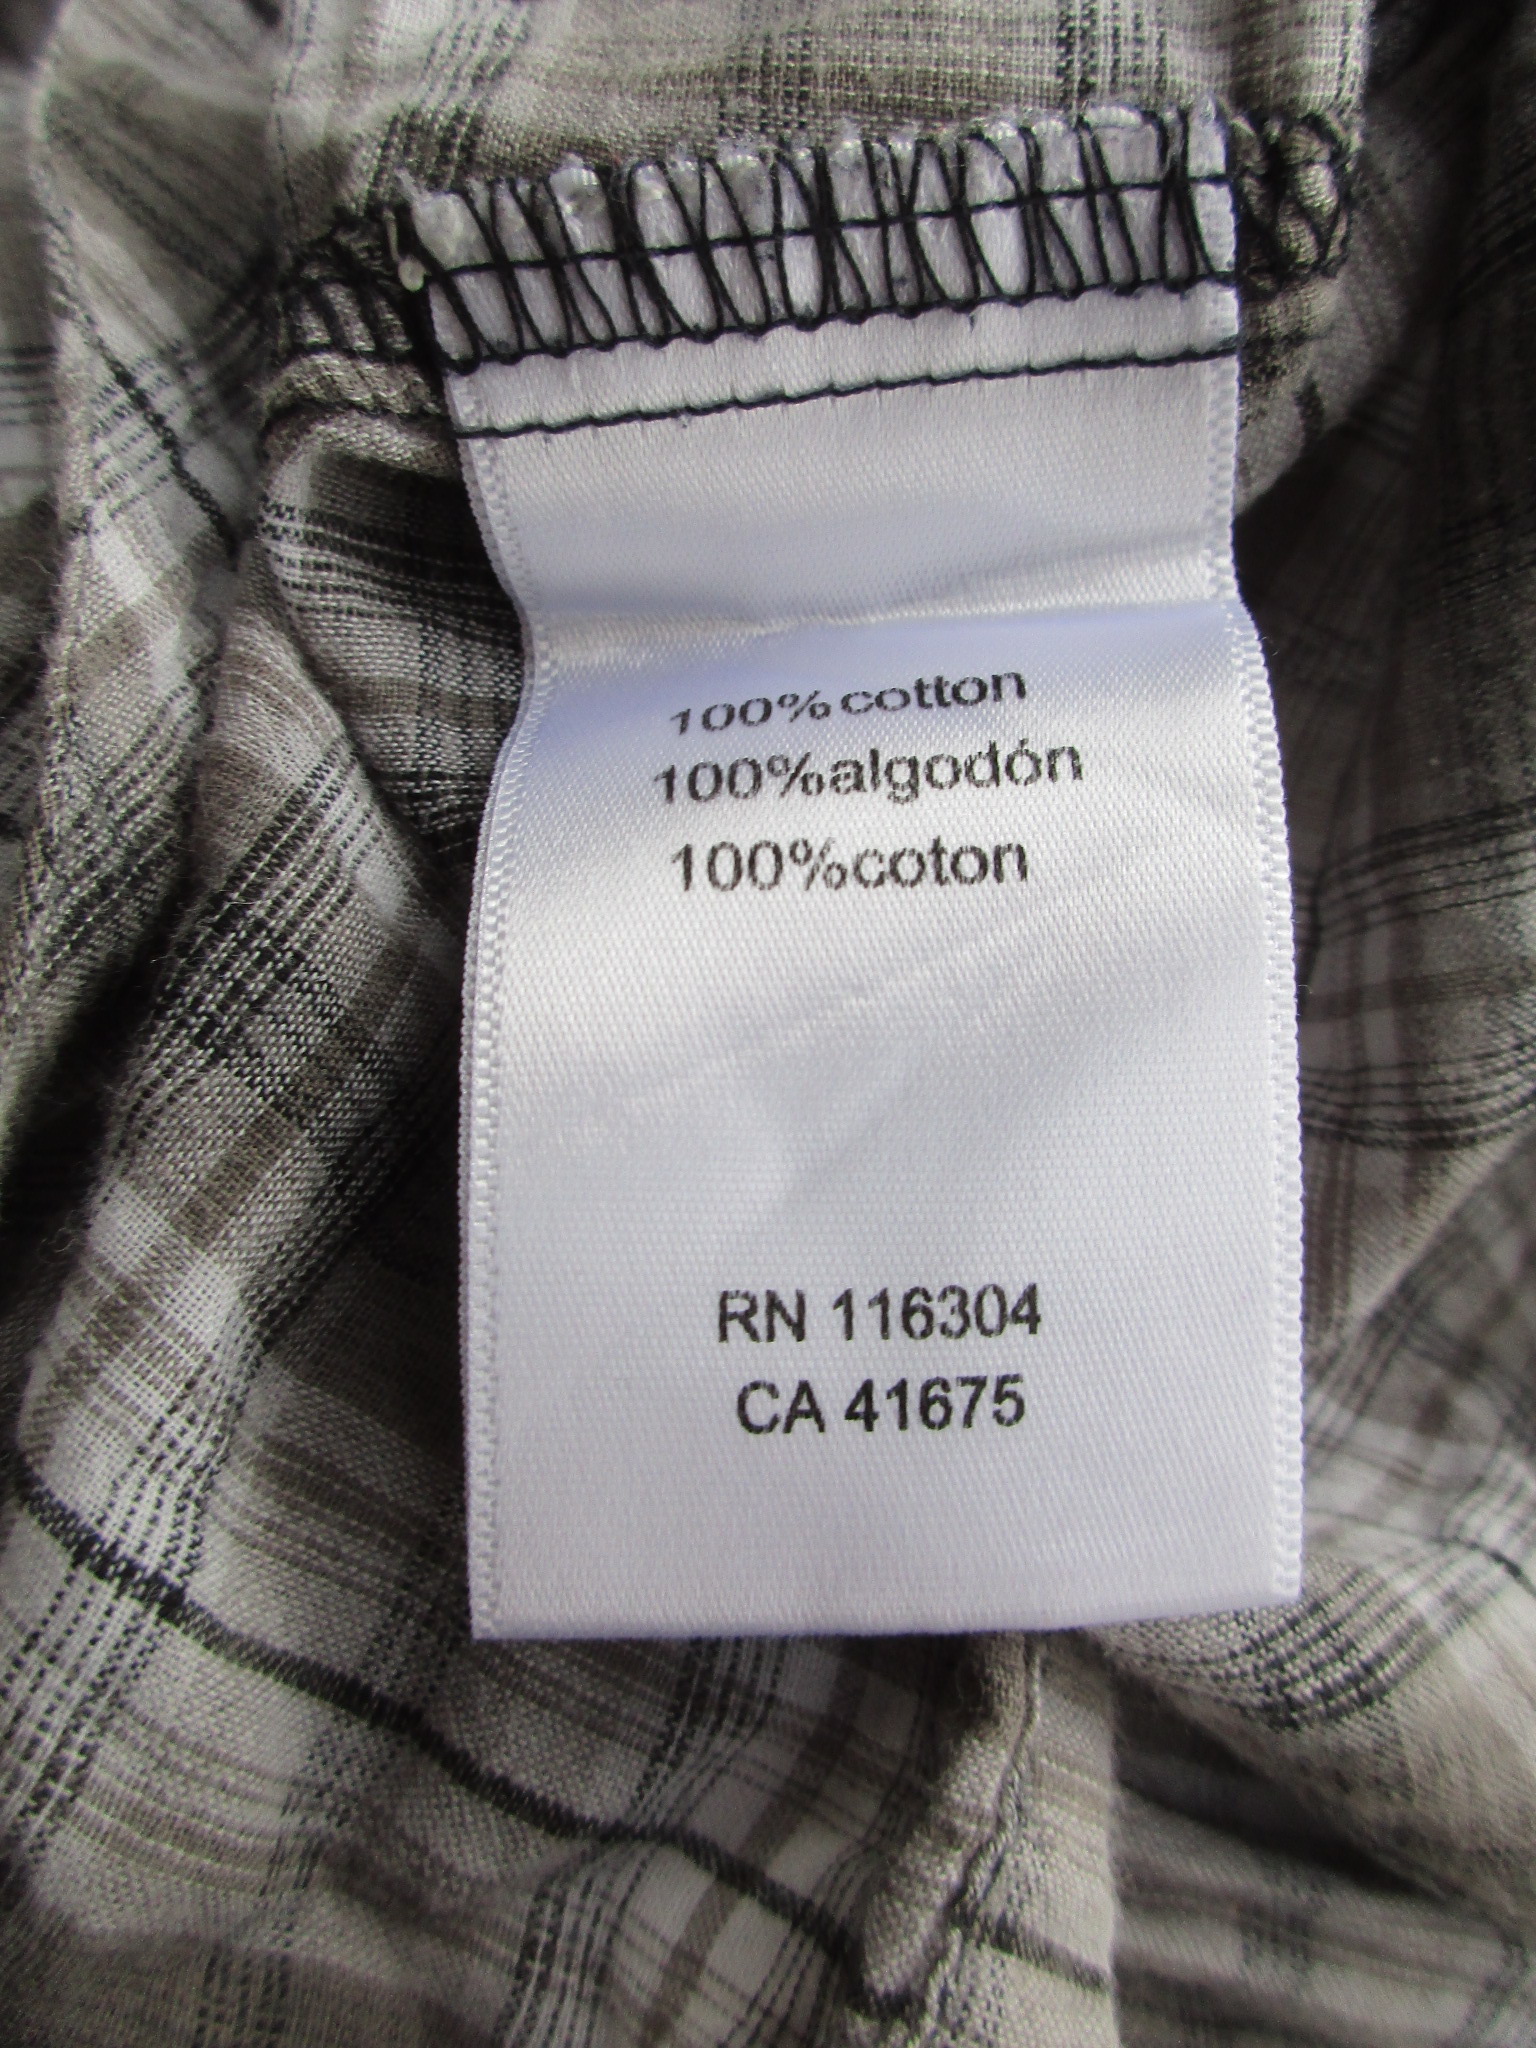 100% cotton
100% algodón
100% coton
RN 116304
CA 41675